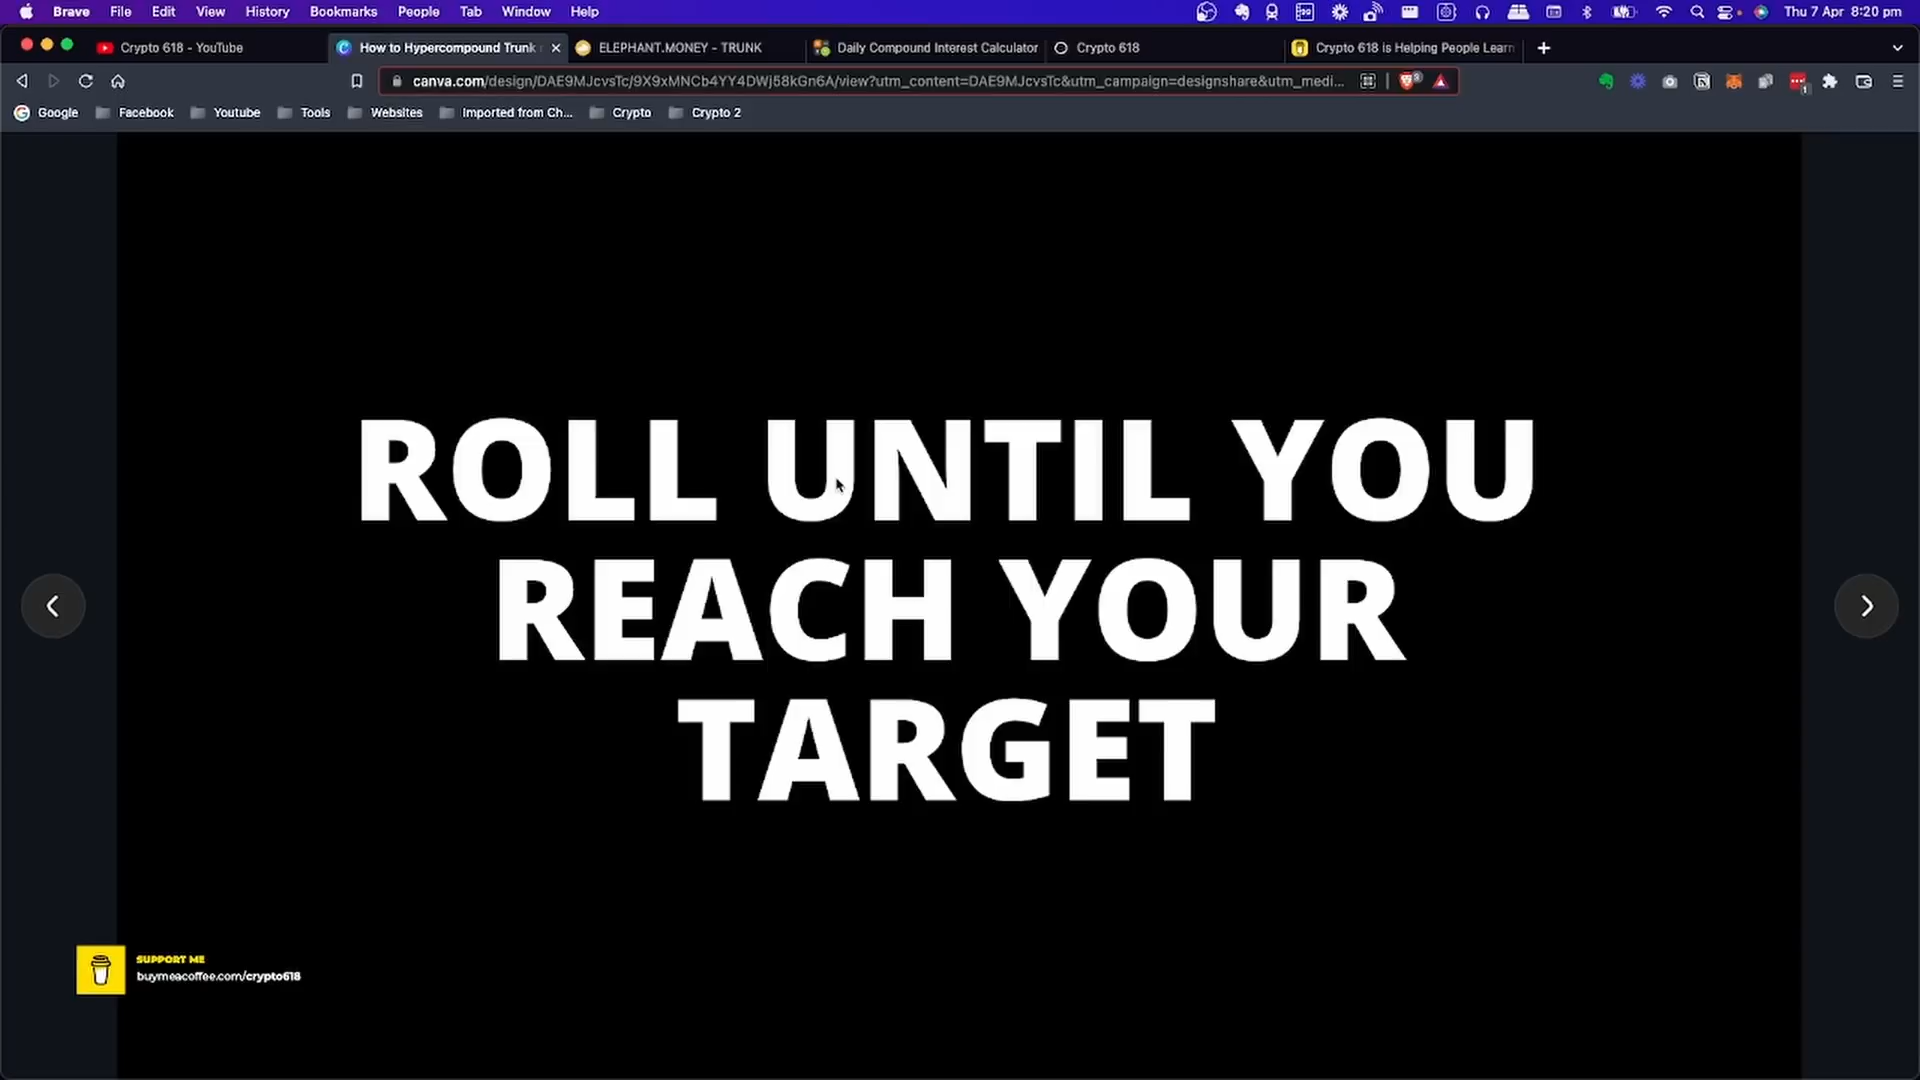 Brave File Edit View History Bookmarks People Tab Window Help Thu 7 Apr 8:20 pm
Crypto 618 - YouTube How to Hypercompound Trunk ELEPHANT.MONEY - TRUNK Daily Compound Interest Calculator Crypto 618 Crypto 618 is Helping People Learn
canva.com/design/DAE9MJcvsTc/9X9xMNCb4YY4DWj58kGn6A/view?utm_content=DAE9MJcvsTc&utm_campaign=designshare&utm_medi...
Google Facebook Youtube Tools Websites Imported from Ch... Crypto Crypto 2
ROLL UNTIL YOU
REACH YOUR
TARGET
SUPPORT ME
buymeacoffee.com/crypto618